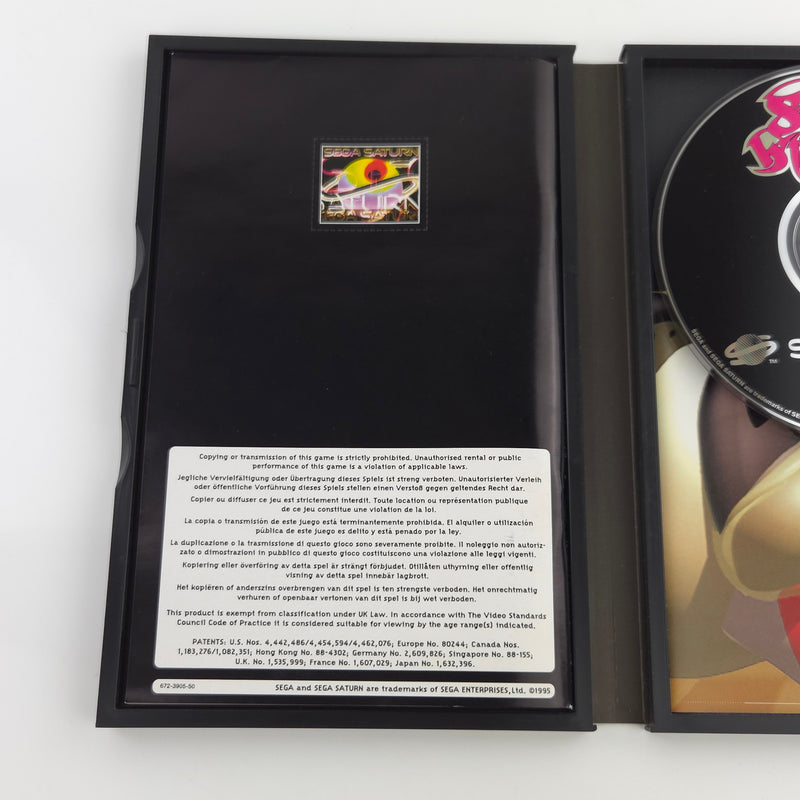 SEGA SATURN
SATURN
SEGA SATURN
Copying or transmission of this game is strictly prohibited. Unauthorised rental or public
performance of this game is a violation of applicable laws.
Jegliche Vervielfältigung oder Übertragung dieses Spiels ist streng verboten. Unautorisierter Verleih
oder öffentliche Vorführung dieses Spiels stellen einen Verstoß gegen geltendes Recht dar.
Copier ou diffuser ce jeu est strictement interdit. Toute location ou représentation publique
de ce jeu constitue une violation de la loi.
La copia o transmisión de este juego está terminantemente prohibida. El alquiler o utilización
pública de este juego es delito y está penado por la ley.
La duplicazione o la trasmissione di questo gioco sono severamente proibite. Il noleggio non autoriz-
zato o dimostrazioni in pubblico di questo gioco costituiscono una violazione alle leggi vigenti.
Kopiering eller överföring av detta spel är strängt förbjudet. Otillåten uthyrning eller offentlig
visning av detta spel innebär lagbrott.
Het kopiëren of anderszins overbrengen van dit spel is ten strengste verboden. Het onrechtmatig
verhuren of openbaar vertonen van dit spel is bij wet verboden.
This product is exempt from classification under UK Law. In accordance with The Video Standards
Council Code of Practice it is considered suitable for viewing by the age range(s) indicated.
PATENTS: U.S. Nos. 4,442,486/4,454,594/4,462,076; Europe No. 80244; Canada Nos.
1,183,276/1,082,351; Hong Kong No. 88-4302; Germany No. 2,609,826; Singapore No. 88-155;
U.K. No. 1,535,999; France No. 1,607,029; Japan No. 1,632,396.
672-3905-50
SEGA and SEGA SATURN are trademarks of SEGA ENTERPRISES,Ltd. ©1995
S
TM
SEGA and SEGA SATURN are trademarks of SE